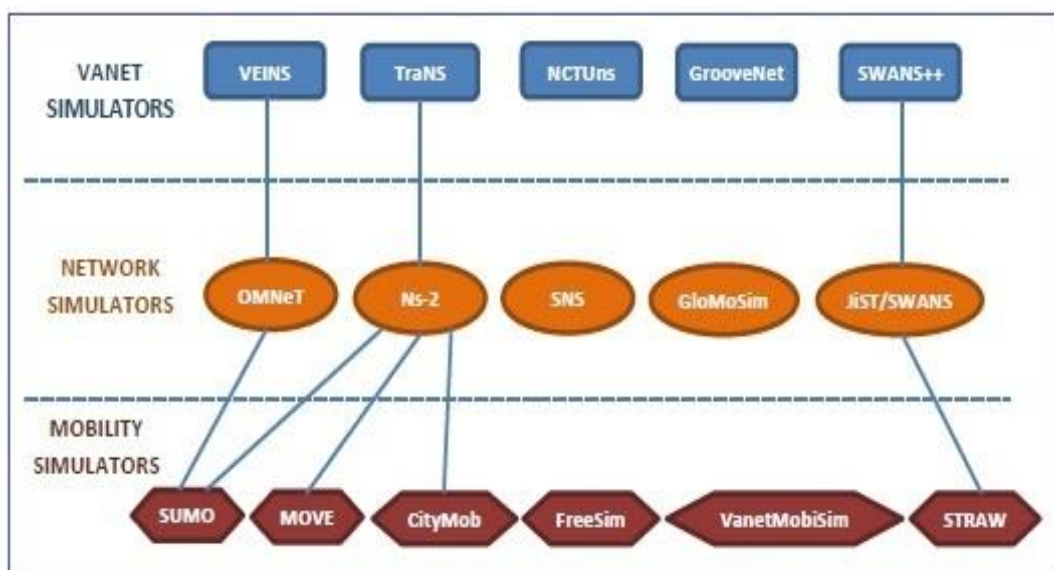 VANET
SIMULATORS
VEINS
TraNS
NCTUns
GrooveNet
SWANS++
NETWORK
SIMULATORS
OMNeT
Ns-2
SNS
GloMoSim
JiST/SWANS
MOBILITY
SIMULATORS
SUMO
MOVE
CityMob
FreeSim
VanetMobiSim
STRAW